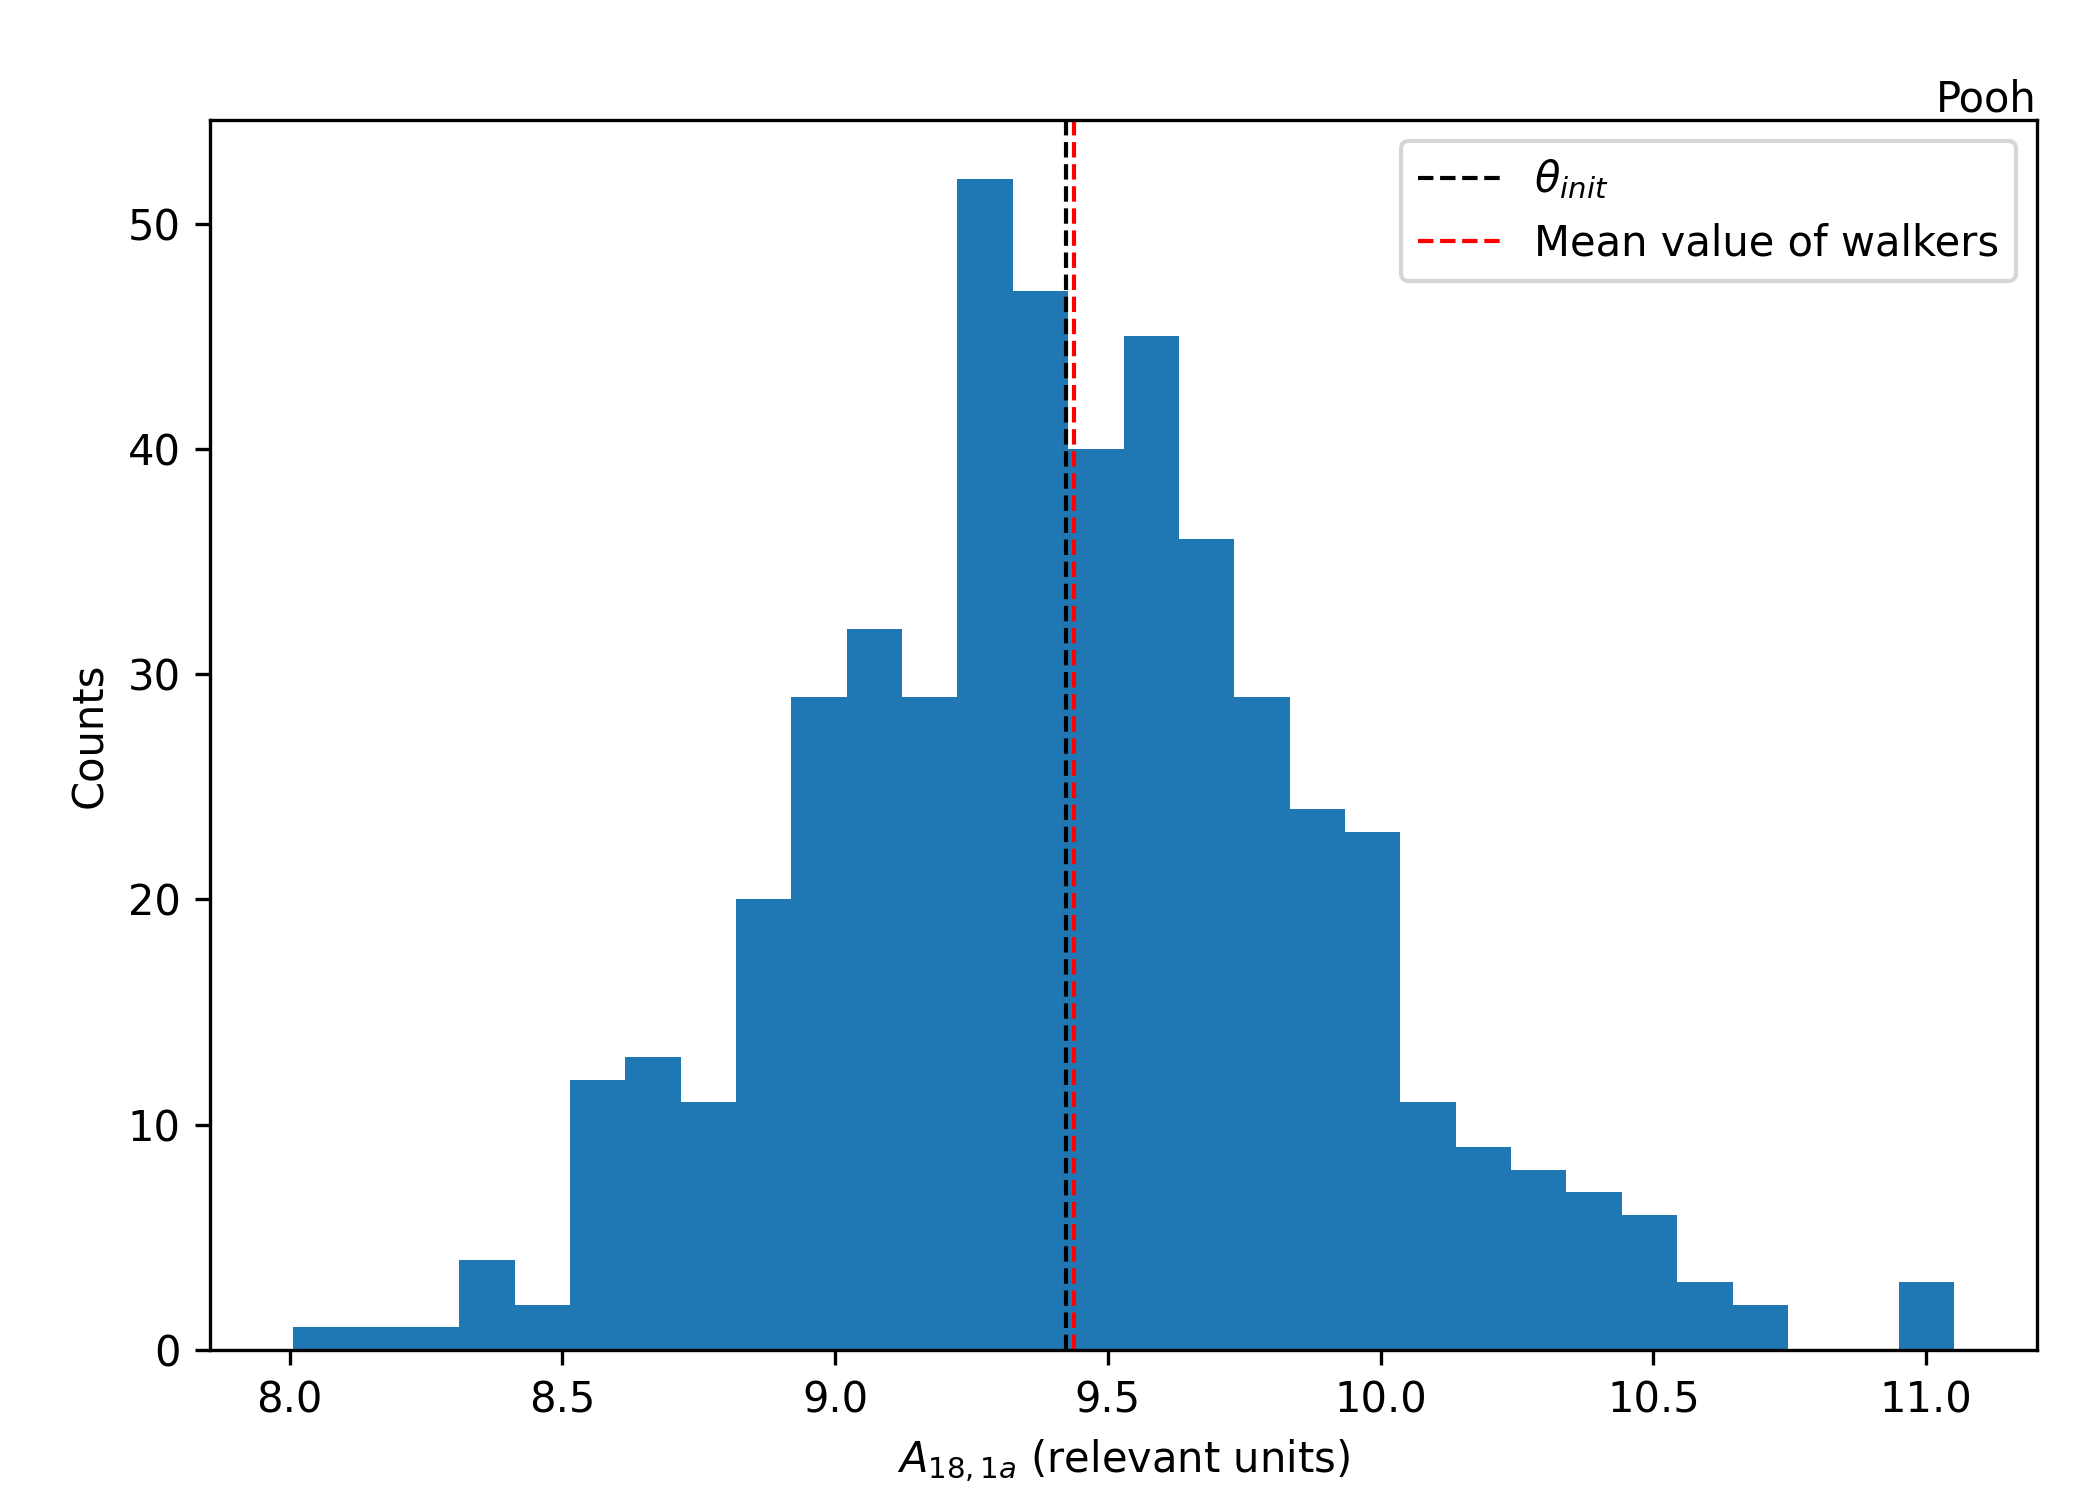 Pooh
θinit
Mean value of walkers
50
40
30
20
10
0
Counts
8.0 8.5 9.0 9.5 10.0 10.5 11.0
A18, 1a (relevant units)